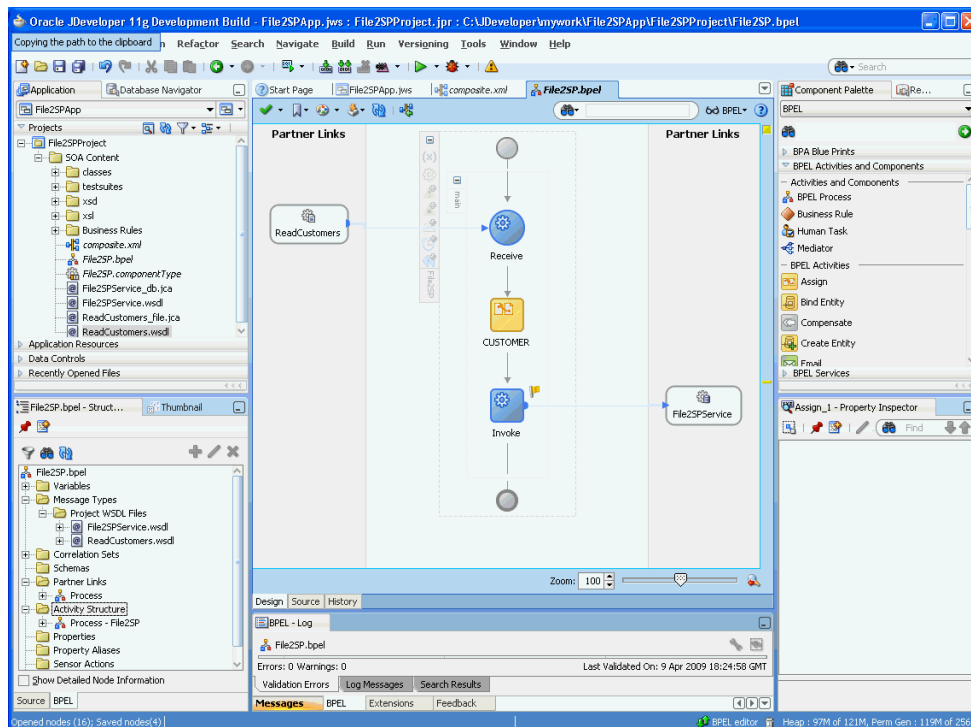 Oracle JDeveloper 11g Development Build - File2SPApp.jws : File2SPProject.jpr : C:\JDeveloper\mywork\File2SPApp\File2SPProject\File2SP.bpel
Copying the path to the clipboard
Refactor Search Navigate Build Run Versioning Tools Window Help
Search
Application
Database Navigator
File2SPApp
Projects
File2SPProject
SOA Content
classes
testsuites
xsd
xsl
Business Rules
composite.xml
File2SP.bpel
File2SP.componentType
File2SPService_db.jca
File2SPService.wsdl
ReadCustomers_file.jca
ReadCustomers.wsdl
Application Resources
Data Controls
Recently Opened Files
File2SP.bpel - Struct...
Thumbnail
File2SP.bpel
Variables
Message Types
Project WSDL Files
File2SPService.wsdl
ReadCustomers.wsdl
Correlation Sets
Schemas
Partner Links
Process
Activity Structure
Process - File2SP
Properties
Property Aliases
Sensor Actions
Show Detailed Node Information
Source BPEL
Start Page
File2SPApp.jws
composite.xml
File2SP.bpel
BPEL
Partner Links
Partner Links
main
File2SP
ReadCustomers
Receive
CUSTOMER
Invoke
File2SPService
Zoom: 100
Design Source History
BPEL - Log
File2SP.bpel
Errors: 0 Warnings: 0
Last Validated On: 9 Apr 2009 18:24:58 GMT
Validation Errors Log Messages Search Results
Messages BPEL Extensions Feedback
Component Palette
Re...
BPEL
BPA Blue Prints
BPEL Activities and Components
Activities and Components
BPEL Process
Business Rule
Human Task
Mediator
BPEL Activities
Assign
Bind Entity
Compensate
Create Entity
Email
BPEL Services
Assign_1 - Property Inspector
Find
Opened nodes (16); Saved nodes(4)
BPEL editor
Heap : 97M of 121M, Perm Gen : 119M of 256